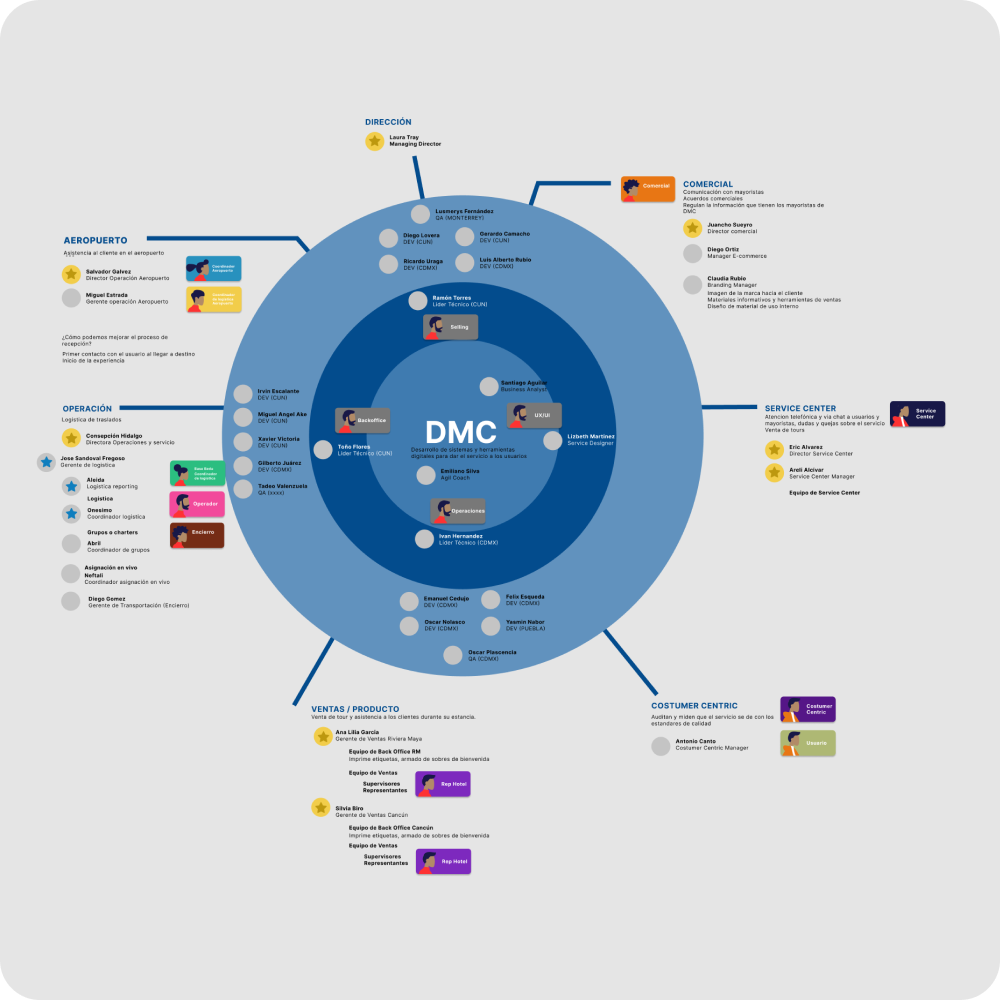 DIRECCIÓN
Laura Tray
Managing Director
COMERCIAL
Comercial
Comunicación con mayoristas
Acuerdos comerciales
Regulan la información que tienen los mayoristas de
DMC
Juancho Sueyro
Director comercial
Diego Ortiz
Manager E-commerce
Claudia Rubio
Branding Manager
Imagen de la marca hacia el cliente
Materiales informativos y herramientas de ventas
Diseño de material de uso interno
AEROPUERTO
Asistencia al cliente en el aeropuerto
Salvador Galvez
Director Operación Aeropuerto
Miguel Estrada
Gerente operación Aeropuerto
Coordinador
Aeropuerto
Coordinador
de logística
Aeropuerto
¿Cómo podemos mejorar el proceso de
recepción?
Primer contacto con el usuario al llegar a destino
Inicio de la experiencia
Lusmerys Fernández
QA (MONTERREY)
Diego Lovera
DEV (CUN)
Gerardo Camacho
DEV (CUN)
Ricardo Uraga
DEV (CDMX)
Luis Alberto Rubio
DEV (CDMX)
Ramón Torres
Líder Técnico (CUN)
Selling
Santiago Aguilar
Business Analyst
UX/UI
Backoffice
Toño Flores
Líder Técnico (CUN)
DMC
Desarrollo de sistemas y herramientas
digitales para dar el servicio a los usuarios
Lizbeth Martínez
Service Designer
Emiliano Silva
Agil Coach
Operaciones
Ivan Hernandez
Líder Técnico (CDMX)
Irvin Escalante
DEV (CUN)
Miguel Angel Ake
DEV (CUN)
Xavier Victoria
DEV (CUN)
Gilberto Juárez
DEV (CDMX)
Tadeo Valenzuela
QA (xxxx)
OPERACIÓN
Logística de traslados
Consepción Hidalgo
Directora Operaciones y servicio
Jose Sandoval Fregoso
Gerente de logística
Aleida
Logística reporting
Logística
Onesimo
Coordinador logística
Grupos o charters
Abril
Coordinador de grupos
Asignación en vivo
Neftali
Coordinador asignación en vivo
Diego Gomez
Gerente de Transportación (Encierro)
Coordinador
Operador
Encierro
SERVICE CENTER
Atencion telefónica y vía chat a usuarios y
mayoristas, dudas y quejas sobre el servicio
Venta de tours
Service
Center
Eric Alvarez
Director Service Center
Areli Alcivar
Service Center Manager
Equipo de Service Center
Emanuel Cedujo
DEV (CDMX)
Felix Esqueda
DEV (CDMX)
Oscar Nolasco
DEV (CDMX)
Yasmin Nabor
DEV (PUEBLA)
Oscar Plascencia
QA (CDMX)
VENTAS / PRODUCTO
Venta de tour y asistencia a los clientes durante su estancia.
Ana Lilia García
Gerente de Ventas Riviera Maya
Equipo de Back Office RM
Imprime etiquetas, armado de sobres de bienvenida
Equipo de Ventas
Supervisores
Representantes
Rep Hotel
Silvia Biro
Gerente de Ventas Cancún
Equipo de Back Office Cancún
Imprime etiquetas, armado de sobres de bienvenida
Equipo de Ventas
Supervisores
Representantes
Rep Hotel
COSTUMER CENTRIC
Auditan y miden que el servicio se de con los
estandares de calidad
Antonio Canto
Costumer Centric Manager
Costumer
Centric
Usuario